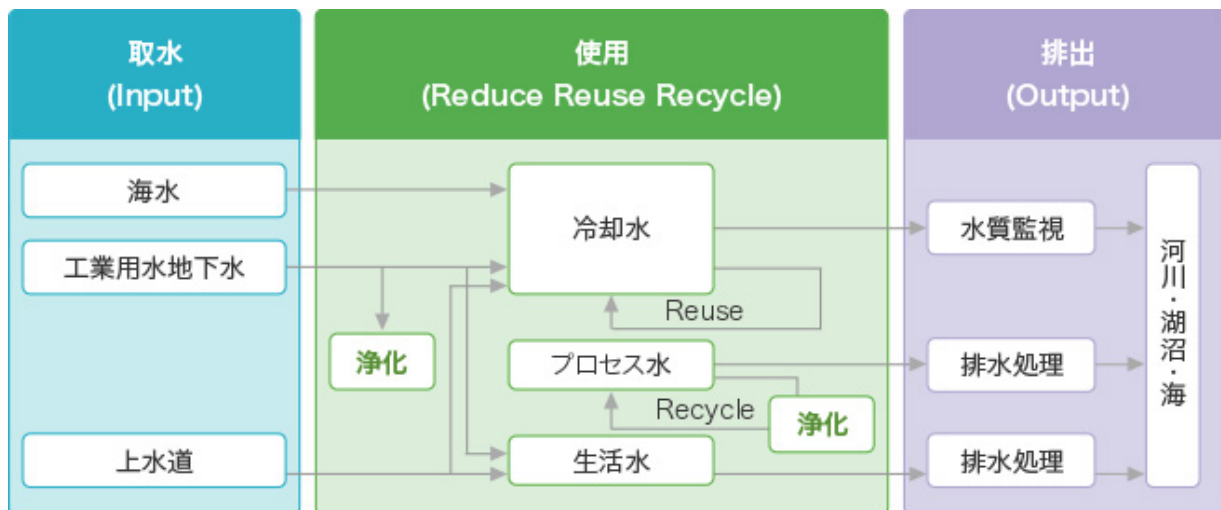 取水
(Input)
使用
(Reduce Reuse Recycle)
排出
(Output)
海水
工業用水地下水
上水道
浄化
冷却水
Reuse
プロセス水
Recycle
浄化
生活水
水質監視
排水処理
排水処理
河川・湖沼・海